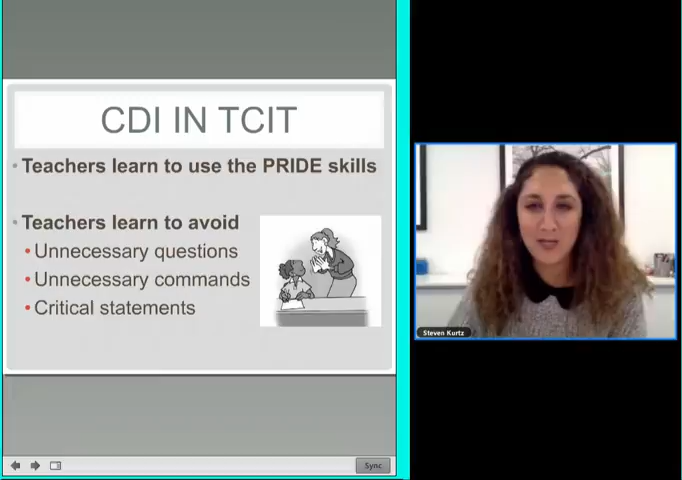 CDI IN TCIT
• Teachers learn to use the PRIDE skills
• Teachers learn to avoid
• Unnecessary questions
• Unnecessary commands
• Critical statements
Steven Kurtz
Sync